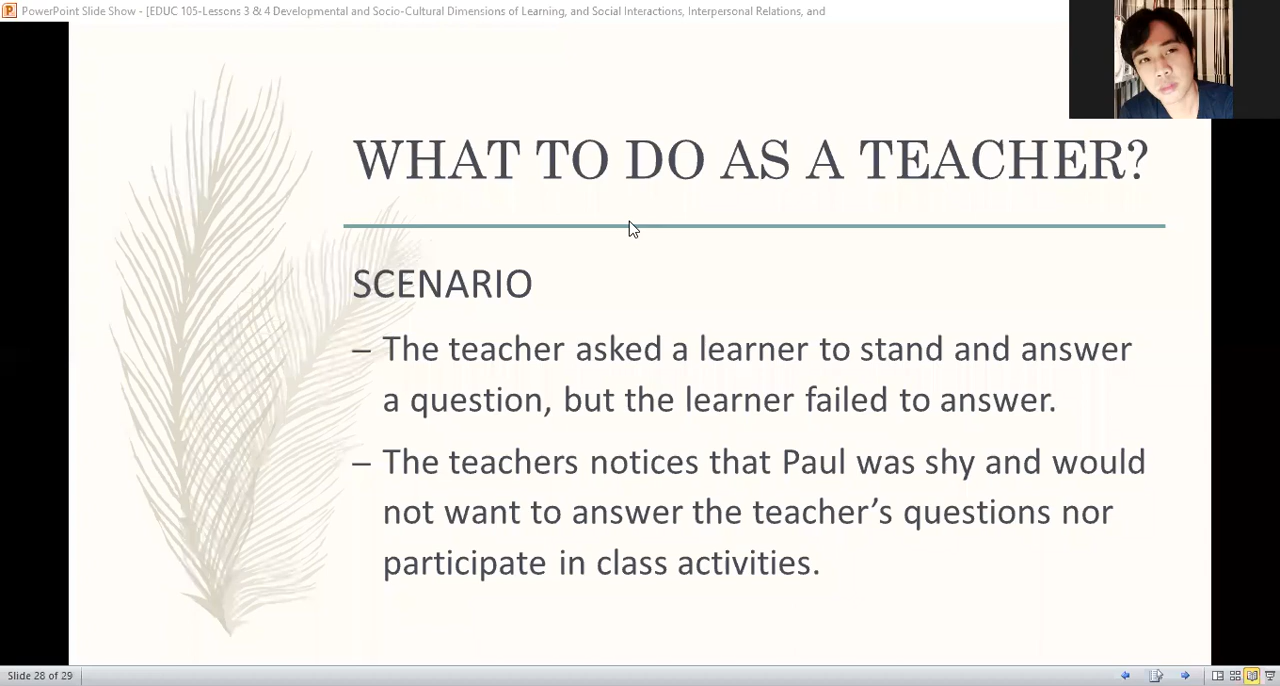 PowerPoint Slide Show - [EDUC 105-Lessons 3 & 4 Developmental and Socio-Cultural Dimensions of Learning, and Social Interactions, Interpersonal Relations, and
WHAT TO DO AS A TEACHER?
SCENARIO
– The teacher asked a learner to stand and answer
a question, but the learner failed to answer.
– The teachers notices that Paul was shy and would
not want to answer the teacher’s questions nor
participate in class activities.
Slide 28 of 29